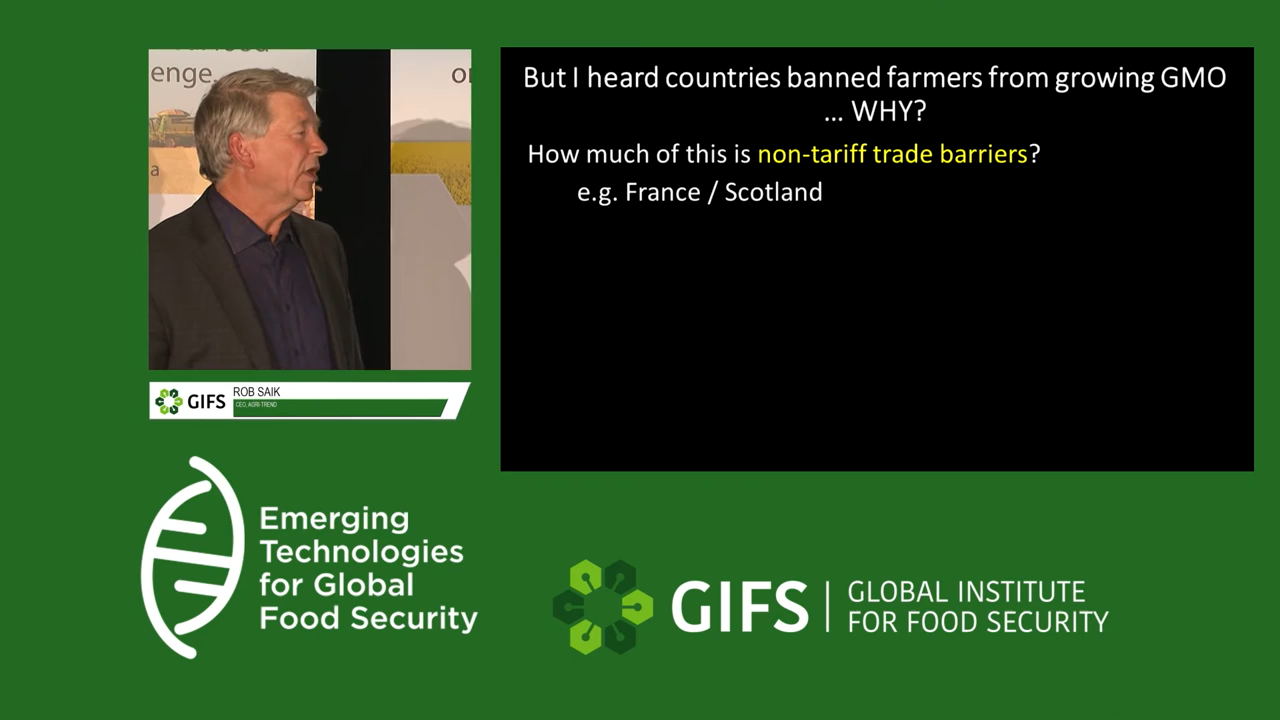 enge.
a
But I heard countries banned farmers from growing GMO
... WHY?
How much of this is non-tariff trade barriers?
e.g. France / Scotland
GIFS
ROB SAIK
CEO, AGRI-TREND
Emerging
Technologies
for Global
Food Security
GIFS
GLOBAL INSTITUTE
FOR FOOD SECURITY